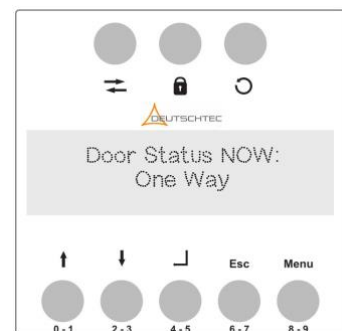 DEUTSCHTEC
Door Status NOW:
One Way
Esc Menu
0 - 1 2 - 3 4 - 5 6 - 7 8 - 9